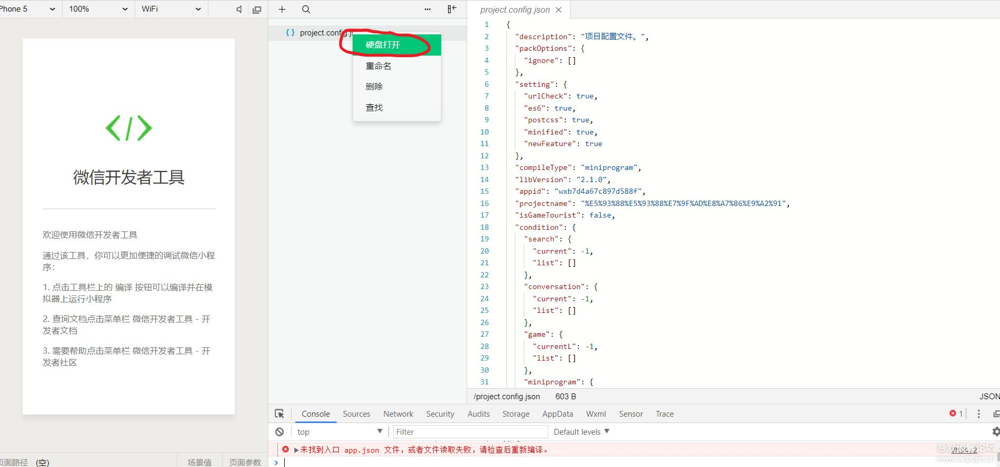 Phone 5
100%
WiFi
微信开发者工具
欢迎使用微信开发者工具
通过该工具，你可以更加便捷的调试微信小程
序：
1. 点击工具栏上的 编译 按钮可以编译并在模
拟器上运行小程序
2. 查询文档点击菜单栏 微信开发者工具 - 开
发者文档
3. 需要帮助点击菜单栏 微信开发者工具 - 开
发者社区
页面路径 (空)
场景值
页面参数
project.config.js
硬盘打开
重命名
删除
查找
project.config.json
1 {
2 "description": "项目配置文件。",
3 "packOptions": {
4 "ignore": []
5 },
6 "setting": {
7 "urlCheck": true,
8 "es6": true,
9 "postcss": true,
10 "minified": true,
11 "newFeature": true
12 },
13 "compileType": "miniprogram",
14 "libVersion": "2.1.0",
15 "appid": "wxb7d4a67c897d588f",
16 "projectname": "%E5%93%88%E5%93%88%E7%9F%AD%E8%A7%86%E9%A2%91",
17 "isGameTourist": false,
18 "condition": {
19 "search": {
20 "current": -1,
21 "list": []
22 },
23 "conversation": {
24 "current": -1,
25 "list": []
26 },
27 "game": {
28 "currentL": -1,
29 "list": []
30 },
31 "miniprogram": {
/project.config.json 603 B
JSON
Console Sources Network Security Audits Storage AppData Wxml Sensor Trace
1
top
Filter
Default levels
未找到入口 app.json 文件，或者文件读取失败，请检查后重新编译。
吾爱破解论坛
www.52pojie.cn